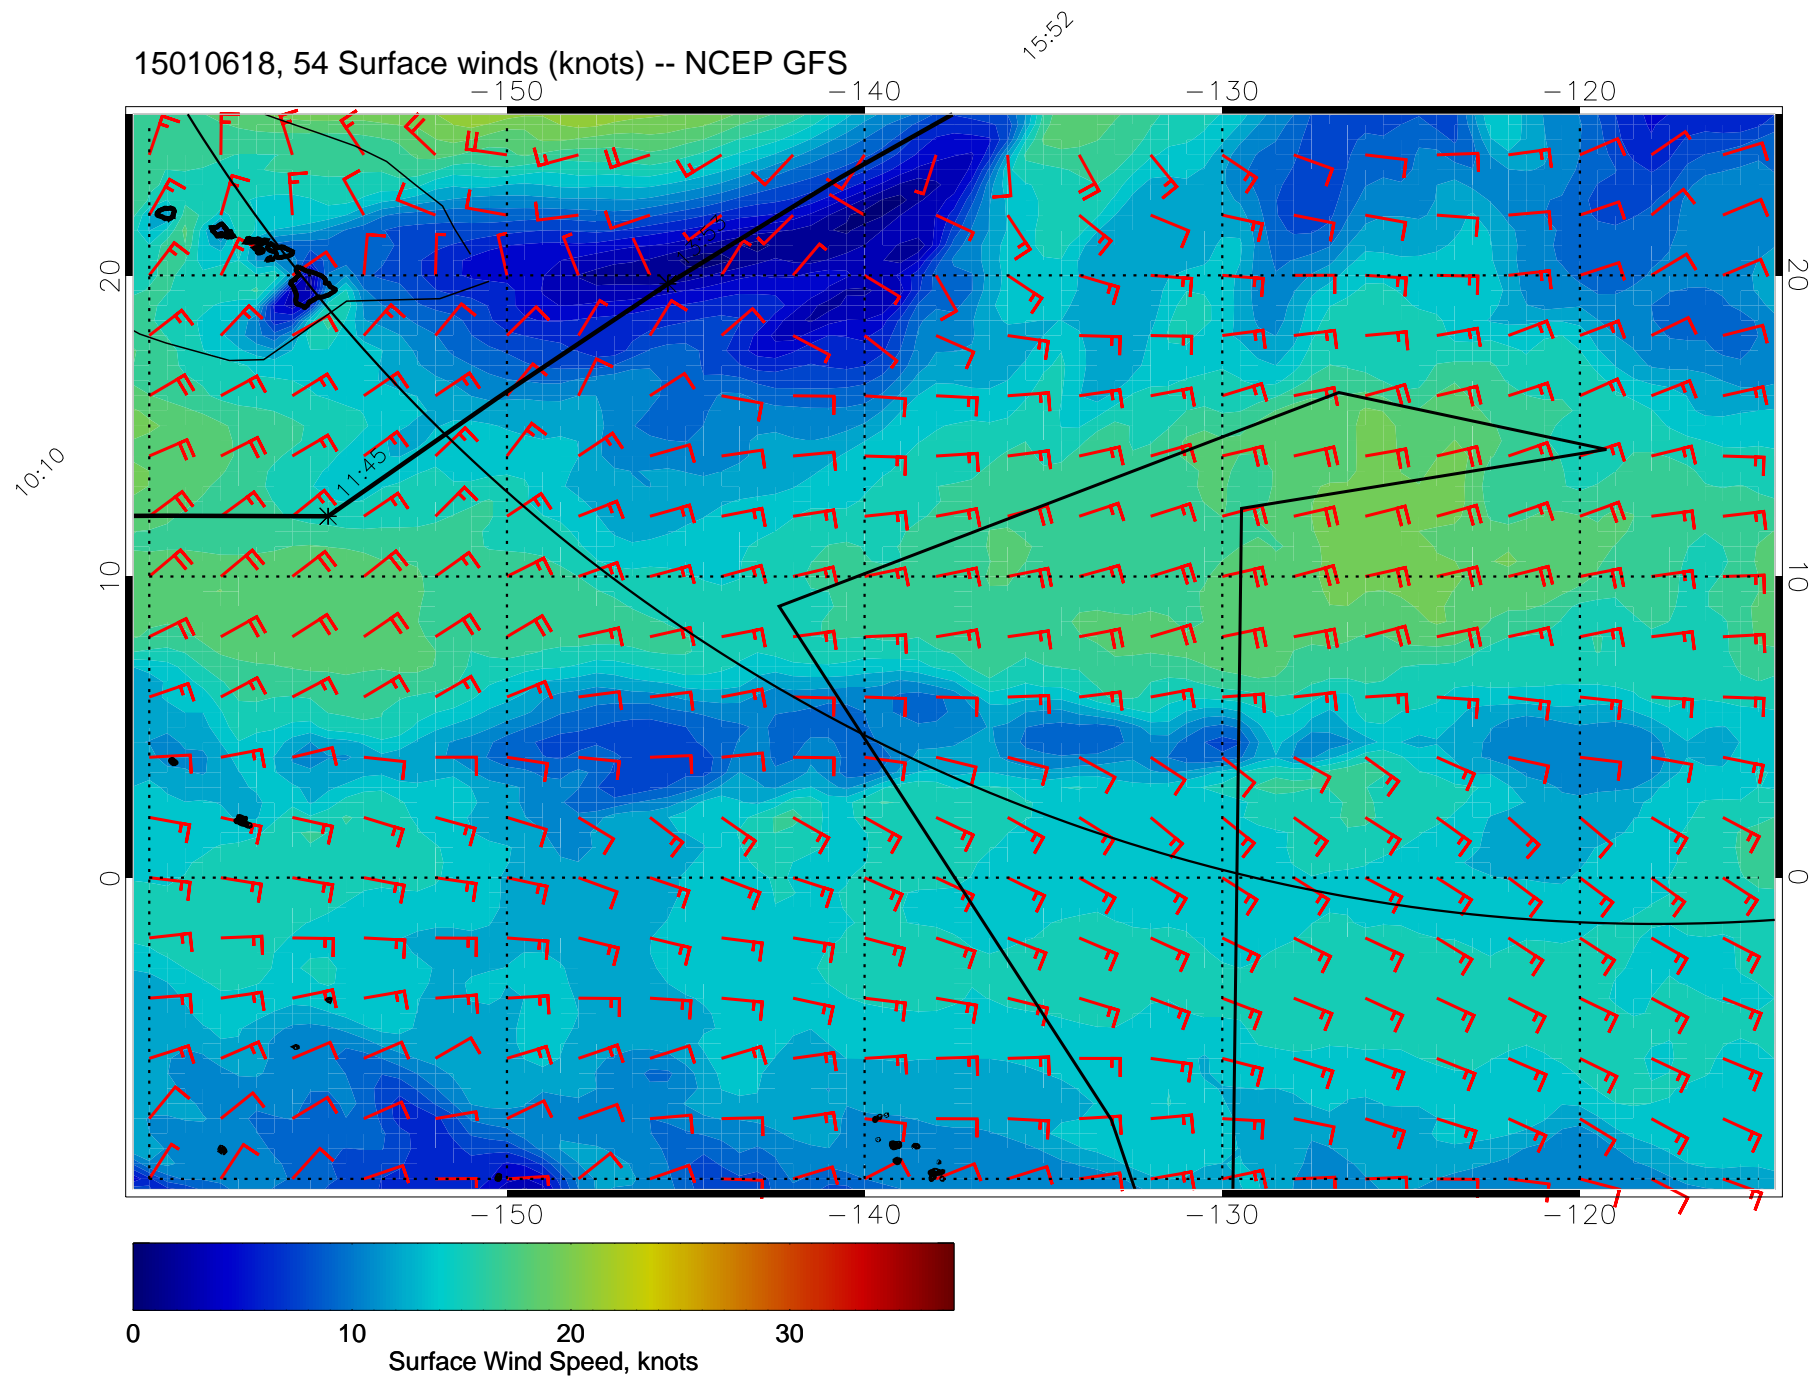 15:52
15010618, 54 Surface winds (knots) -- NCEP GFS
-150 -140 -130 -120
20 20
10:10
11:45
10 10
0 0
-150 -140 -130 -120
0 10 20 30
Surface Wind Speed, knots